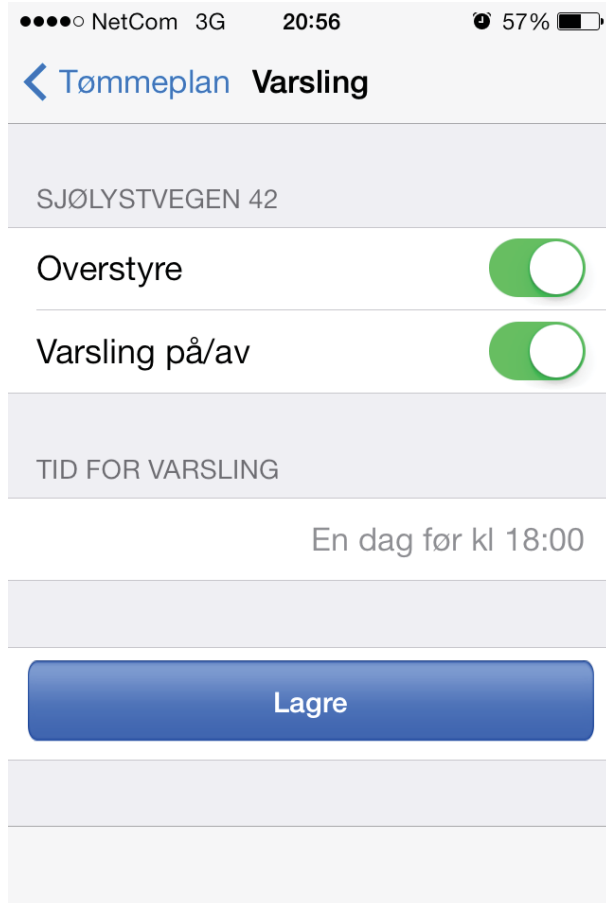 NetCom 3G 20:56 57%
Tømmeplan Varsling
SJØLYSTVEGEN 42
Overstyre
Varsling på/av
TID FOR VARSLING
En dag før kl 18:00
Lagre